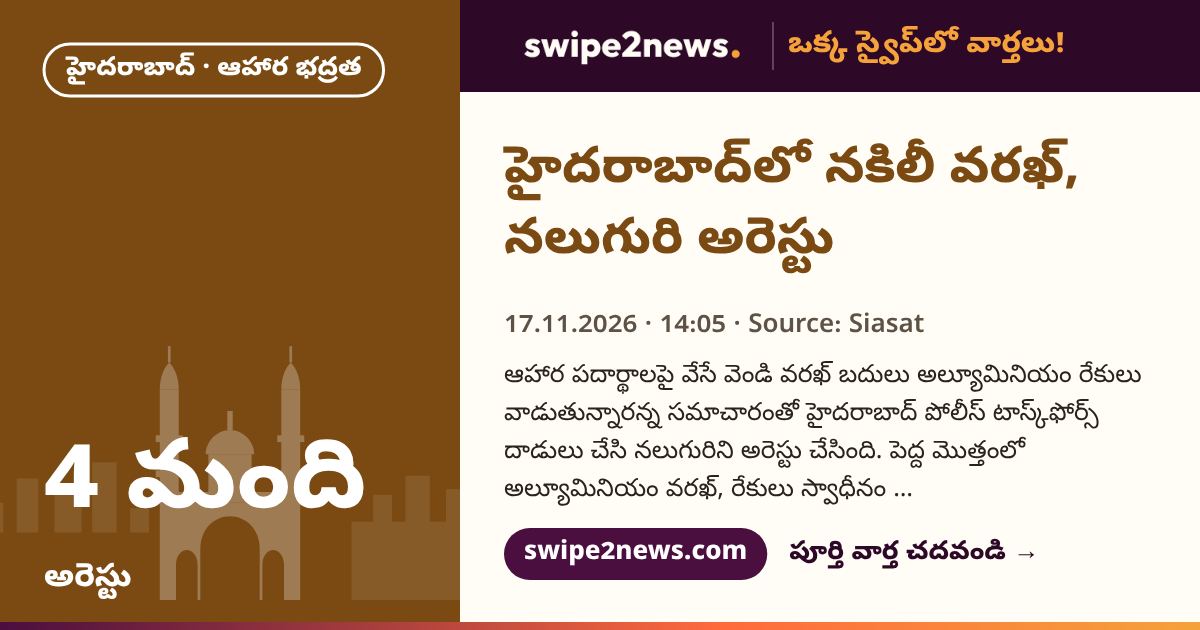 హైదరాబాద్ · ఆహార భద్రత
4 మంది
అరెస్టు
swipe2news.
ఒక్క స్వైప్‌లో వార్తలు!
హైదరాబాద్‌లో నకిలీ వరఖ్,
నలుగురి అరెస్టు
17.11.2026 · 14:05 · Source: Siasat
ఆహార పదార్థాలపై వేసే వెండి వరఖ్ బదులు అల్యూమినియం రేకులు
వాడుతున్నారన్న సమాచారంతో హైదరాబాద్ పోలీస్ టాస్క్‌ఫోర్స్
దాడులు చేసి నలుగురిని అరెస్టు చేసింది. పెద్ద మొత్తంలో
అల్యూమినియం వరఖ్, రేకులు స్వాధీనం ...
swipe2news.com
పూర్తి వార్త చదవండి →